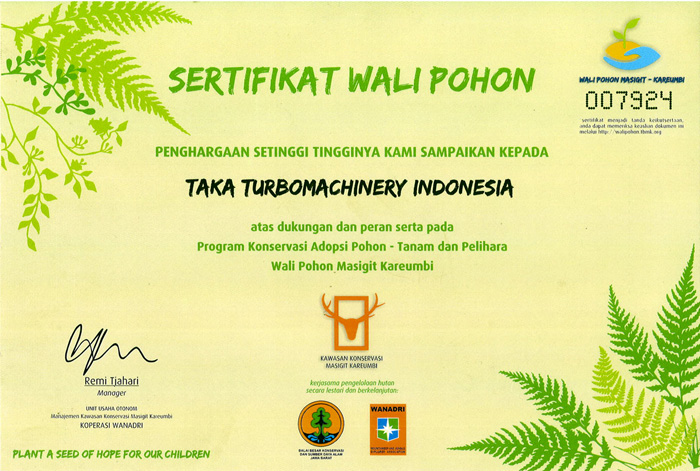 SERTIFIKAT WALI POHON
WALI POHON MASIGIT - KAREUMBI
007924
sertifikat menjadi tanda keikutsertaan,
anda dapat memeriksa keaslian dokumen ini
melalui http://walipohon.tbmk.org
PENGHARGAAN SETINGGI TINGGINYA KAMI SAMPAIKAN KEPADA
TAKA TURBOMACHINERY INDONESIA
atas dukungan dan peran serta pada
Program Konservasi Adopsi Pohon - Tanam dan Pelihara
Wali Pohon Masigit Kareumbi
KAWASAN KONSERVASI
MASIGIT KAREUMBI
Remi Tjahari
Manager
UNIT USAHA OTONOM
Manajemen Kawasan Konservasi Masigit Kareumbi
KOPERASI WANADRI
kerjasama pengelolaan hutan
secara lestari dan berkelanjutan:
BALAI BESAR KONSERVASI
DAN SUMBER DAYA ALAM
JAWA BARAT
WANADRI
PLANT A SEED OF HOPE FOR OUR CHILDREN